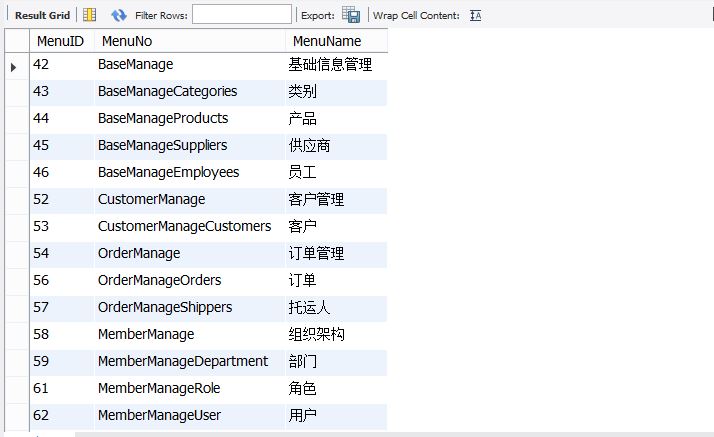 Result Grid Filter Rows: Export: Wrap Cell Content: IA
MenuID MenuNo MenuName
42 BaseManage 基础信息管理
43 BaseManageCategories 类别
44 BaseManageProducts 产品
45 BaseManageSuppliers 供应商
46 BaseManageEmployees 员工
52 CustomerManage 客户管理
53 CustomerManageCustomers 客户
54 OrderManage 订单管理
56 OrderManageOrders 订单
57 OrderManageShippers 托运人
58 MemberManage 组织架构
59 MemberManageDepartment 部门
61 MemberManageRole 角色
62 MemberManageUser 用户